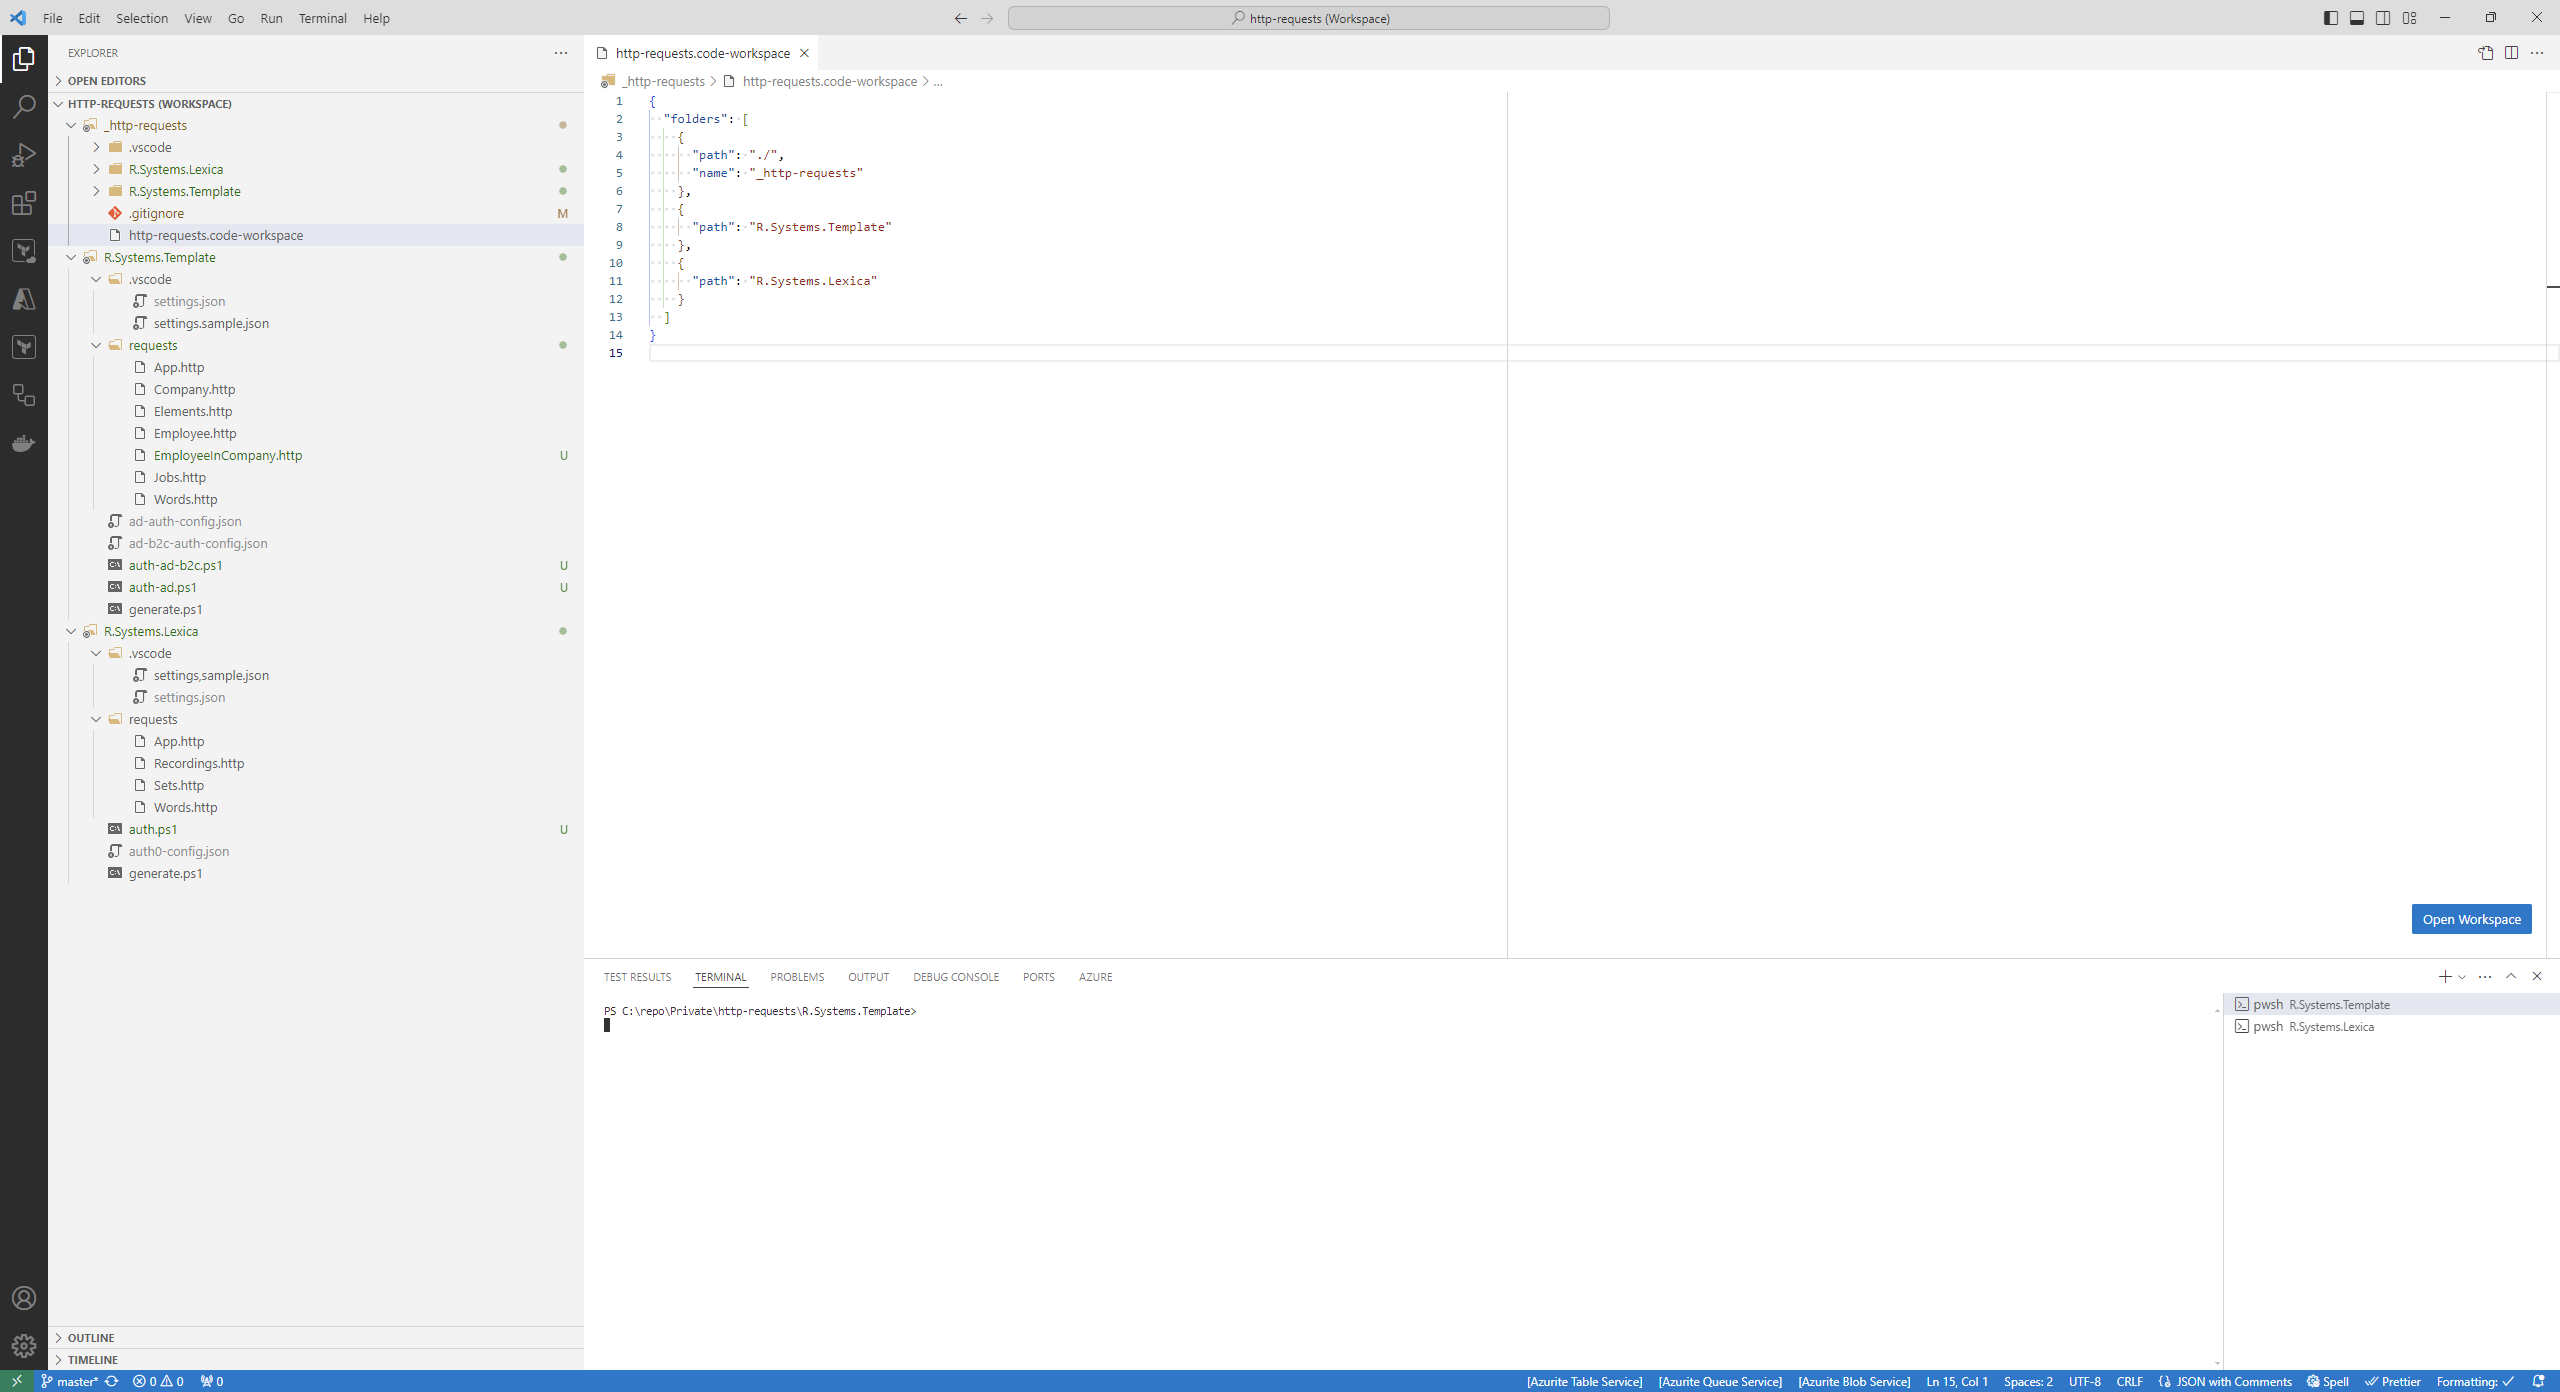 File Edit Selection View Go Run Terminal Help
http-requests (Workspace)
EXPLORER
OPEN EDITORS
HTTP-REQUESTS (WORKSPACE)
_http-requests
.vscode
R.Systems.Lexica
R.Systems.Template
.gitignore M
http-requests.code-workspace
R.Systems.Template
.vscode
settings.json
settings.sample.json
requests
App.http
Company.http
Elements.http
Employee.http
EmployeeInCompany.http U
Jobs.http
Words.http
ad-auth-config.json
ad-b2c-auth-config.json
auth-ad-b2c.ps1 U
auth-ad.ps1 U
generate.ps1
R.Systems.Lexica
.vscode
settings,sample.json
settings.json
requests
App.http
Recordings.http
Sets.http
Words.http
auth.ps1 U
auth0-config.json
generate.ps1
OUTLINE
TIMELINE
http-requests.code-workspace
_http-requests > http-requests.code-workspace > ...
1 {
2 "folders": [
3 {
4 "path": "./",
5 "name": "_http-requests"
6 },
7 {
8 "path": "R.Systems.Template"
9 },
10 {
11 "path": "R.Systems.Lexica"
12 }
13 ]
14 }
15
Open Workspace
TEST RESULTS TERMINAL PROBLEMS OUTPUT DEBUG CONSOLE PORTS AZURE
PS C:\repo\Private\http-requests\R.Systems.Template>
pwsh R.Systems.Template
pwsh R.Systems.Lexica
master* 0 0 0 [Azurite Table Service] [Azurite Queue Service] [Azurite Blob Service] Ln 15, Col 1 Spaces: 2 UTF-8 CRLF JSON with Comments Spell Prettier Formatting: ✓